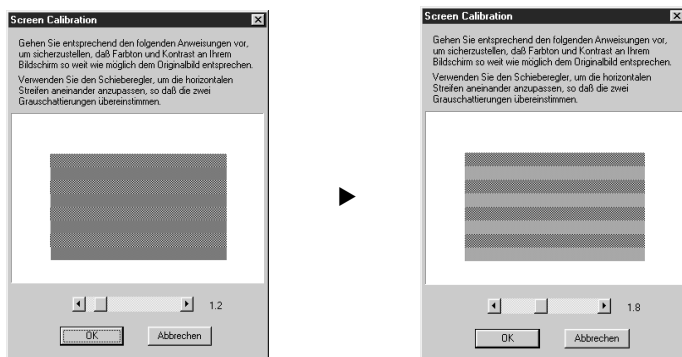 Screen Calibration
Gehen Sie entsprechend den folgenden Anweisungen vor,
um sicherzustellen, daß Farbton und Kontrast an Ihrem
Bildschirm so weit wie möglich dem Originalbild entsprechen.
Verwenden Sie den Schieberegler, um die horizontalen
Streifen aneinander anzupassen, so daß die zwei
Grauschattierungen übereinstimmen.
1.2
OK
Abbrechen
Screen Calibration
Gehen Sie entsprechend den folgenden Anweisungen vor,
um sicherzustellen, daß Farbton und Kontrast an Ihrem
Bildschirm so weit wie möglich dem Originalbild entsprechen.
Verwenden Sie den Schieberegler, um die horizontalen
Streifen aneinander anzupassen, so daß die zwei
Grauschattierungen übereinstimmen.
1.8
OK
Abbrechen